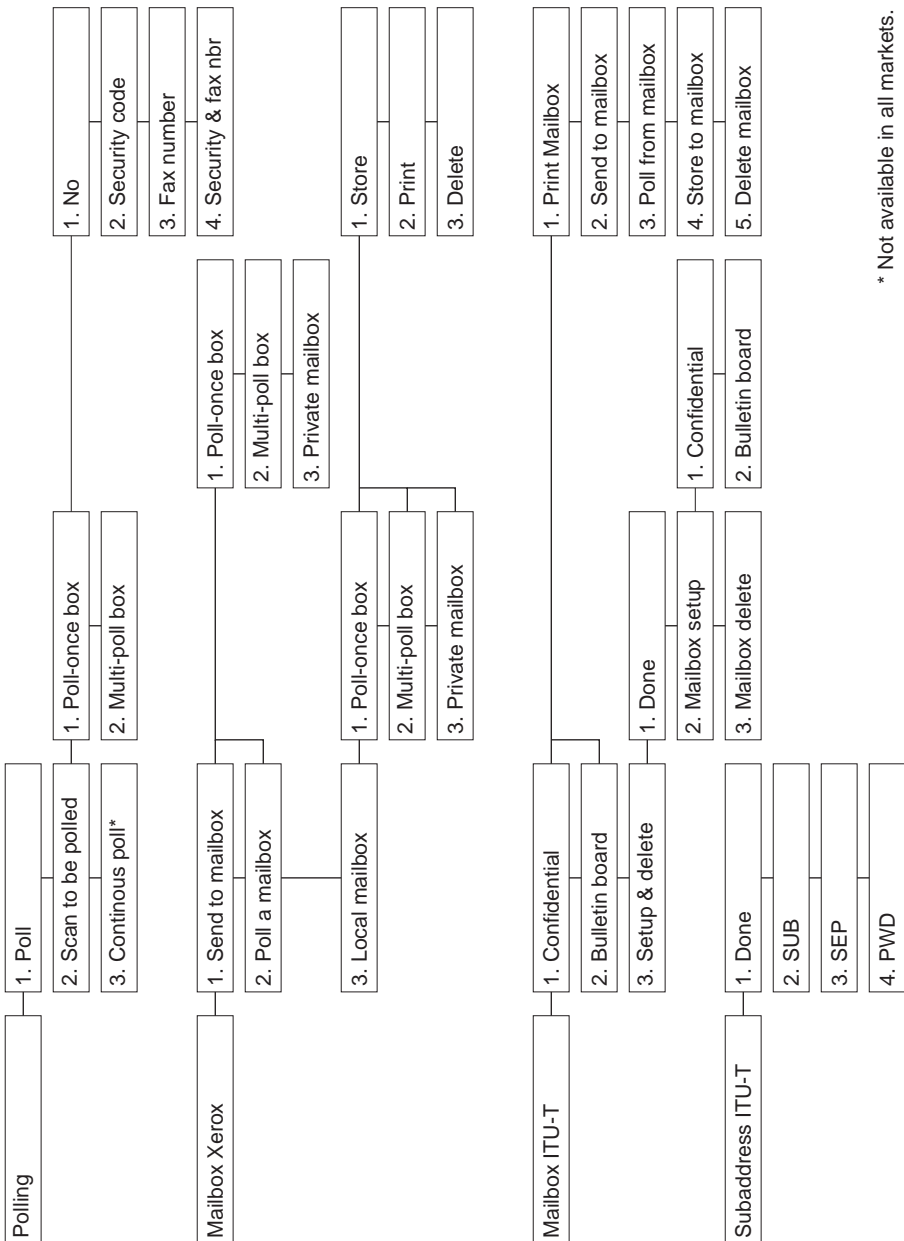 Polling
1. Poll
2. Scan to be polled
3. Continous poll*
1. Poll-once box
2. Multi-poll box
1. No
2. Security code
3. Fax number
4. Security & fax nbr
Mailbox Xerox
1. Send to mailbox
2. Poll a mailbox
3. Local mailbox
1. Poll-once box
2. Multi-poll box
3. Private mailbox
1. Poll-once box
2. Multi-poll box
3. Private mailbox
1. Store
2. Print
3. Delete
Mailbox ITU-T
1. Confidential
2. Bulletin board
3. Setup & delete
1. Print Mailbox
2. Send to mailbox
3. Poll from mailbox
4. Store to mailbox
5. Delete mailbox
1. Done
2. Mailbox setup
3. Mailbox delete
1. Confidential
2. Bulletin board
Subaddress ITU-T
1. Done
2. SUB
3. SEP
4. PWD
* Not available in all markets.